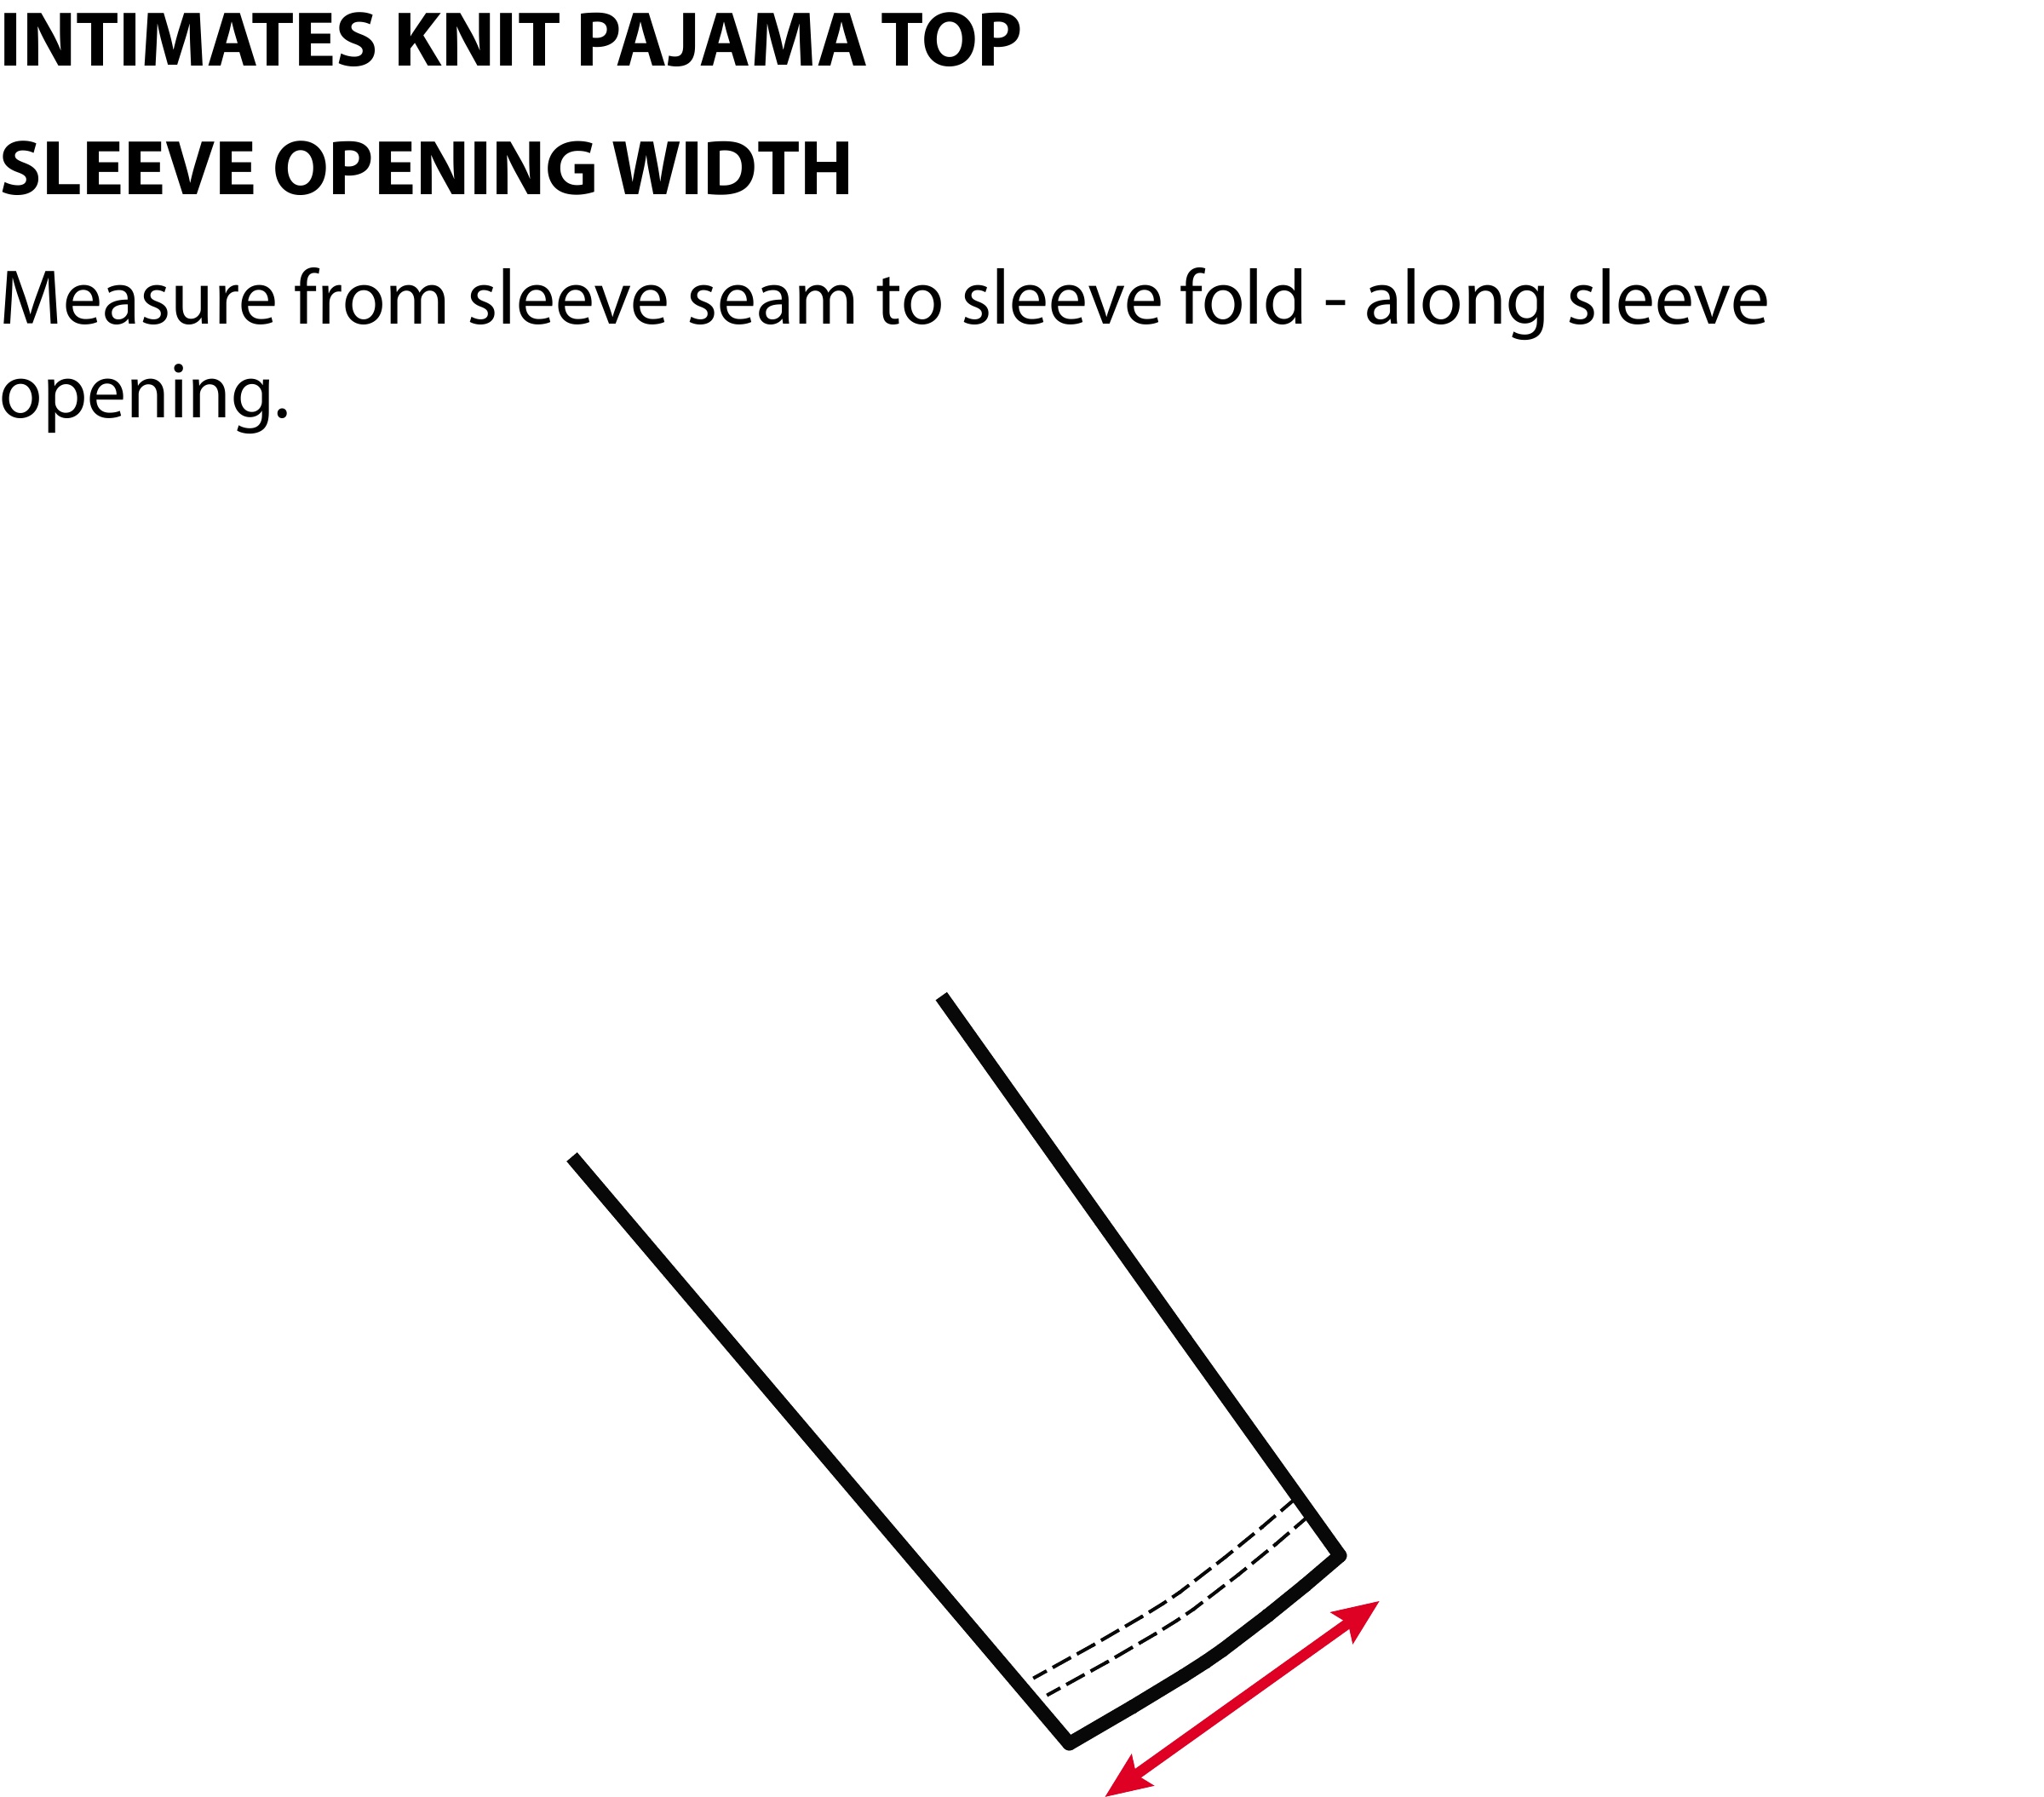 INTIMATES KNIT PAJAMA TOP
SLEEVE OPENING WIDTH
Measure from sleeve seam to sleeve fold - along sleeve
opening.